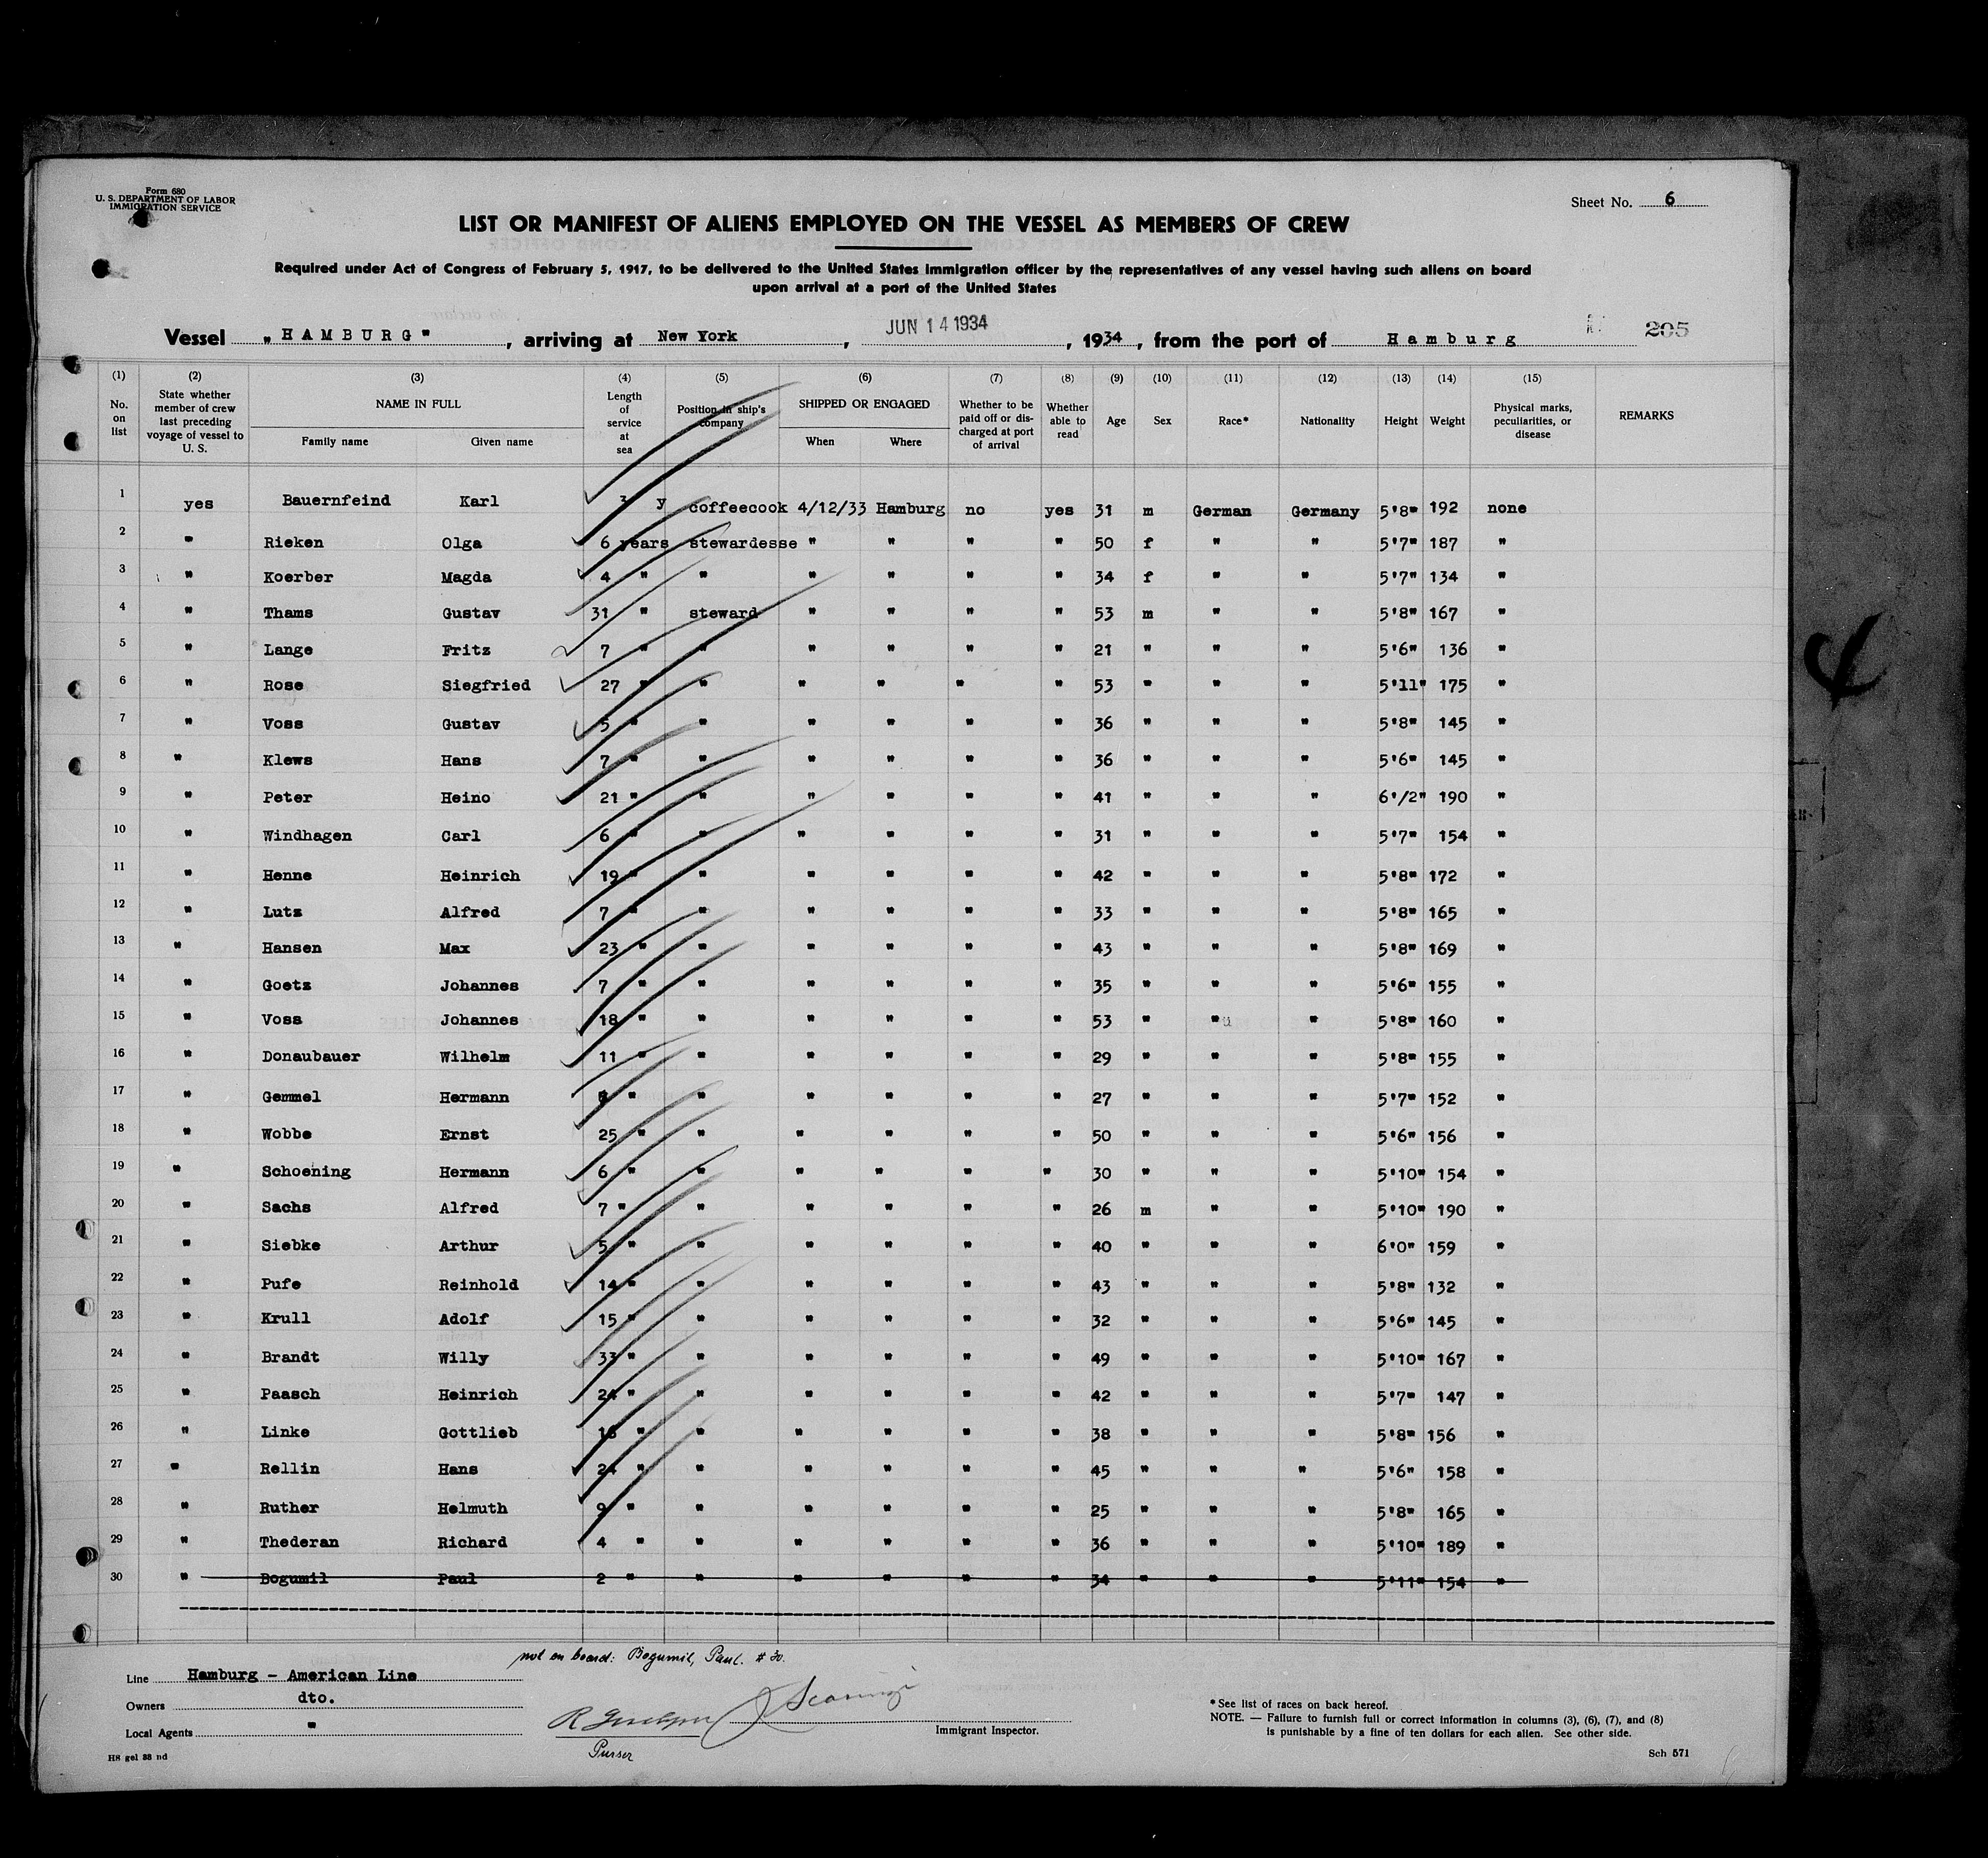 Form 680
U. S. DEPARTMENT OF LABOR
IMMIGRATION SERVICE
Sheet No. 6
LIST OR MANIFEST OF ALIENS EMPLOYED ON THE VESSEL AS MEMBERS OF CREW
Required under Act of Congress of February 5, 1917, to be delivered to the United States immigration officer by the representatives of any vessel having such aliens on board
upon arrival at a port of the United States
Vessel „HAMBURG", arriving at New York, JUN 14 1934, 1934, from the port of Hamburg 205
(1) (2) (3) (4) (5) (6) (7) (8) (9) (10) (11) (12) (13) (14) (15)
No. on list State whether member of crew last preceding voyage of vessel to U. S. NAME IN FULL Family name Given name Length of service at sea Position in ship's company SHIPPED OR ENGAGED When Where Whether to be paid off or discharged at port of arrival Whether able to read Age Sex Race* Nationality Height Weight Physical marks, peculiarities, or disease REMARKS
1 yes Bauernfeind Karl 3 y coffeecook 4/12/33 Hamburg no yes 31 m German Germany 5'8" 192 none
2 " Rieken Olga 6 years stewardesse " " " " 50 f " " 5'7" 187 "
3 " Koerber Magda 4 " " " " " " 34 f " " 5'7" 134 "
4 " Thams Gustav 31 " steward " " " " 53 m " " 5'8" 167 "
5 " Lange Fritz 7 " " " " " " 21 " " " 5'6" 136 "
6 " Rose Siegfried 27 " " " " " " 53 " " " 5'11" 175 "
7 " Voss Gustav 5 " " " " " " 36 " " " 5'8" 145 "
8 " Klews Hans 7 " " " " " " 36 " " " 5'6" 145 "
9 " Peter Heino 21 " " " " " " 41 " " " 6'/2" 190 "
10 " Windhagen Carl 6 " " " " " " 31 " " " 5'7" 154 "
11 " Henne Heinrich 19 " " " " " " 42 " " " 5'8" 172 "
12 " Lutz Alfred 7 " " " " " " 33 " " " 5'8" 165 "
13 " Hansen Max 23 " " " " " " 43 " " " 5'8" 169 "
14 " Goetz Johannes 7 " " " " " " 35 " " " 5'6" 155 "
15 " Voss Johannes 18 " " " " " " 53 " " " 5'8" 160 "
16 " Donaubauer Wilhelm 11 " " " " " " 29 " " " 5'8" 155 "
17 " Gemmel Hermann " " " " " " 27 " " " 5'7" 152 "
18 " Wobbe Ernst 25 " " " " " " 50 " " " 5'6" 156 "
19 " Schoening Hermann 6 " " " " " " 30 " " " 5'10" 154 "
20 " Sachs Alfred 7 " " " " " " 26 m " " 5'10" 190 "
21 " Siebke Arthur 5 " " " " " " 40 " " " 6'0" 159 "
22 " Pufe Reinhold 14 " " " " " " 43 " " " 5'8" 132 "
23 " Krull Adolf 15 " " " " " " 32 " " " 5'6" 145 "
24 " Brandt Willy 33 " " " " " " 49 " " " 5'10" 167 "
25 " Paasch Heinrich 24 " " " " " " 42 " " " 5'7" 147 "
26 " Linke Gottlieb 16 " " " " " " 38 " " " 5'8" 156 "
27 " Rellin Hans 24 " " " " " " 45 " " " 5'6" 158 "
28 " Ruther Helmuth 9 " " " " " " 25 " " " 5'8" 165 "
29 " Thederan Richard 4 " " " " " " 36 " " " 5'10" 189 "
30 " Bogumil Paul 2 " " " " " " 34 " " " 5'11" 154 "
not on board: Bogumil, Paul. # 30.
Line Hamburg - American Line
Owners dto.
Local Agents "
Purser
Immigrant Inspector.
* See list of races on back hereof.
NOTE. — Failure to furnish full or correct information in columns (3), (6), (7), and (8)
is punishable by a fine of ten dollars for each alien. See other side.
HS gel 88 nd
Sch 571